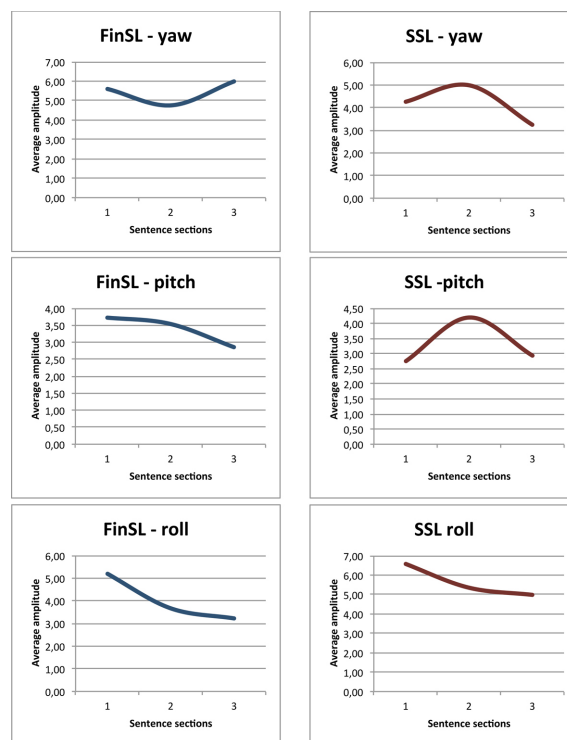 FinSL - yaw
Average amplitude
7,00
6,00
5,00
4,00
3,00
2,00
1,00
0,00
1 2 3
Sentence sections
SSL - yaw
Average amplitude
6,00
5,00
4,00
3,00
2,00
1,00
0,00
1 2 3
Sentence sections
FinSL - pitch
Average amplitude
4,00
3,50
3,00
2,50
2,00
1,50
1,00
0,50
0,00
1 2 3
Sentence sections
SSL -pitch
Average amplitude
4,50
4,00
3,50
3,00
2,50
2,00
1,50
1,00
0,50
0,00
1 2 3
Sentence sections
FinSL - roll
Average amplitude
6,00
5,00
4,00
3,00
2,00
1,00
0,00
1 2 3
Sentence sections
SSL roll
Average amplitude
7,00
6,00
5,00
4,00
3,00
2,00
1,00
0,00
1 2 3
Sentence sections